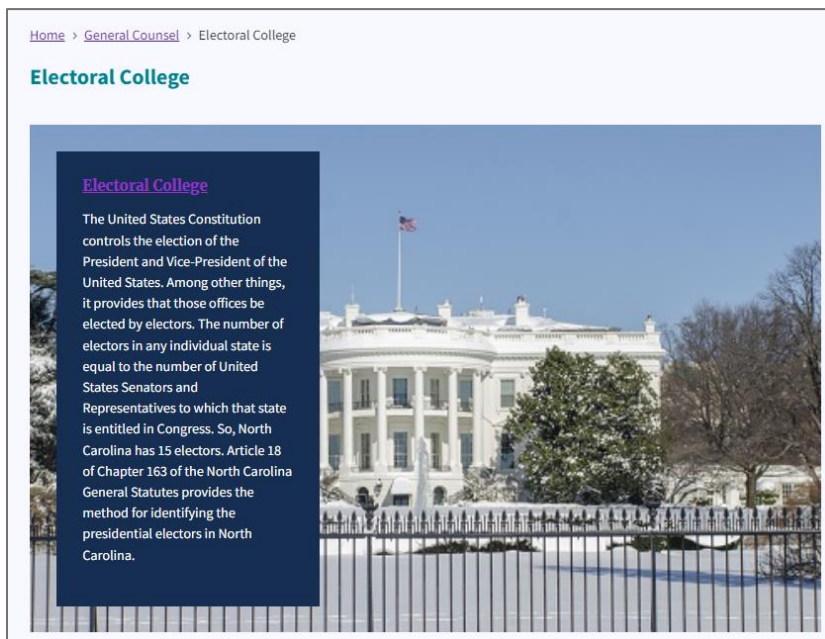 Home > General Counsel > Electoral College
Electoral College
Electoral College
The United States Constitution
controls the election of the
President and Vice-President of the
United States. Among other things,
it provides that those offices be
elected by electors. The number of
electors in any individual state is
equal to the number of United
States Senators and
Representatives to which that state
is entitled in Congress. So, North
Carolina has 15 electors. Article 18
of Chapter 163 of the North Carolina
General Statutes provides the
method for identifying the
presidential electors in North
Carolina.